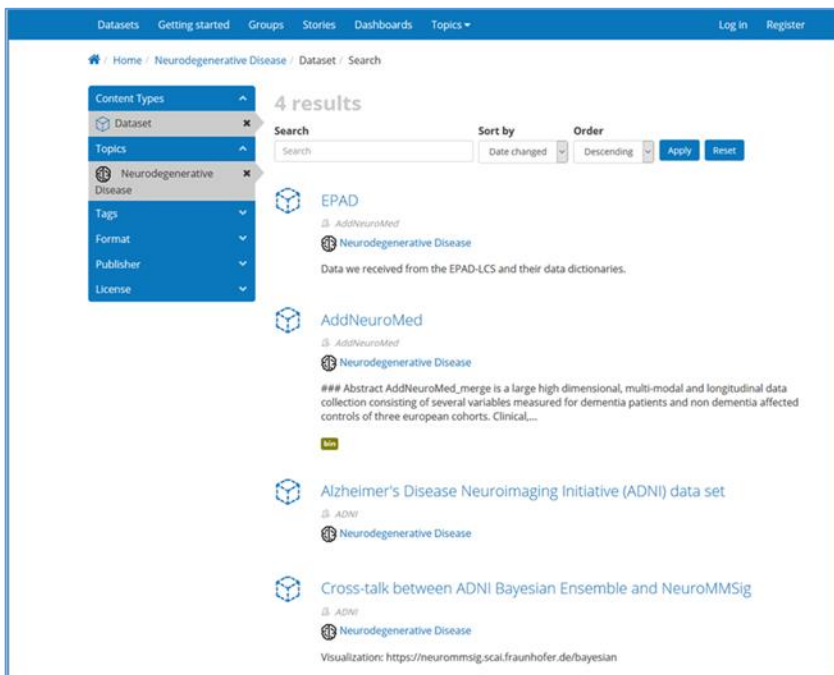 Datasets Getting started Groups Stories Dashboards Topics Log in Register
/ Home / Neurodegenerative Disease / Dataset / Search
Content Types
Dataset
Topics
Neurodegenerative
Disease
Tags
Format
Publisher
License
4 results
Search Sort by Order
Search Date changed Descending Apply Reset
EPAD
AddNeuroMed
Neurodegenerative Disease
Data we received from the EPAD-LCS and their data dictionaries.
AddNeuroMed
AddNeuroMed
Neurodegenerative Disease
### Abstract AddNeuroMed_merge is a large high dimensional, multi-modal and longitudinal data
collection consisting of several variables measured for dementia patients and non dementia affected
controls of three european cohorts. Clinical,...
bin
Alzheimer's Disease Neuroimaging Initiative (ADNI) data set
ADNI
Neurodegenerative Disease
Cross-talk between ADNI Bayesian Ensemble and NeuroMMSig
ADNI
Neurodegenerative Disease
Visualization: https://neurommsig.scai.fraunhofer.de/bayesian